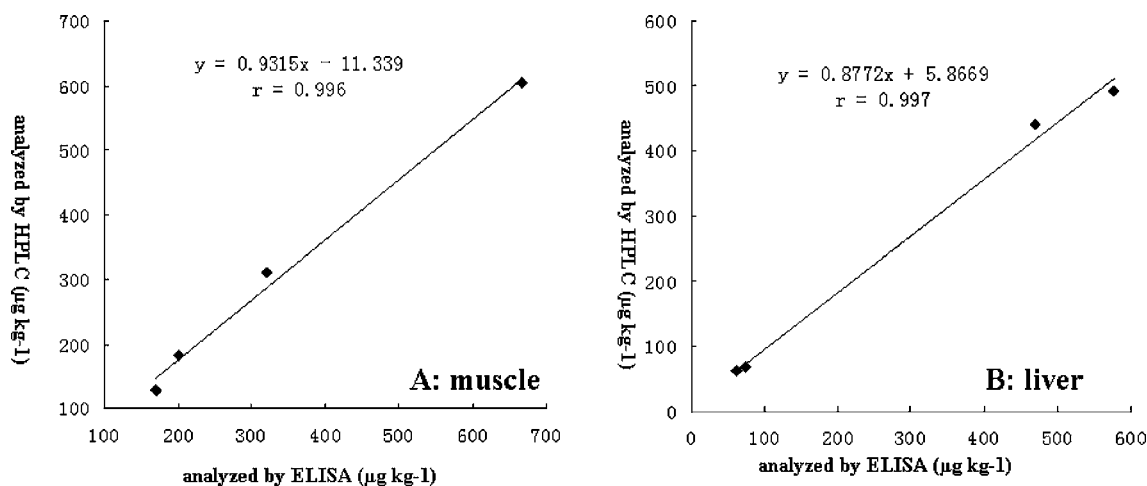 700
600
500
400
300
200
100
100 200 300 400 500 600 700
analyzed by HPLC (µg kg-1)
analyzed by ELISA (µg kg-1)
y = 0.9315x − 11.339
r = 0.996
A: muscle
600
500
400
300
200
100
0
0 100 200 300 400 500 600
analyzed by HPLC (µg kg-1)
analyzed by ELISA (µg kg-1)
y = 0.8772x + 5.8669
r = 0.997
B: liver